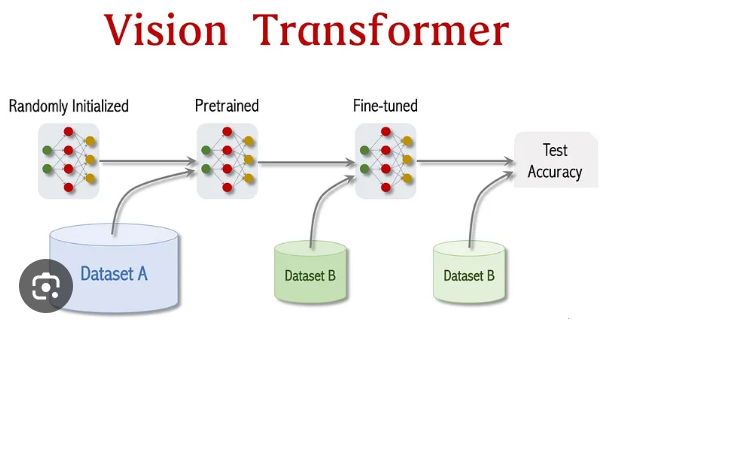 Vision Transformer
Randomly Initialized
Pretrained
Fine-tuned
Test
Accuracy
Dataset A
Dataset B
Dataset B